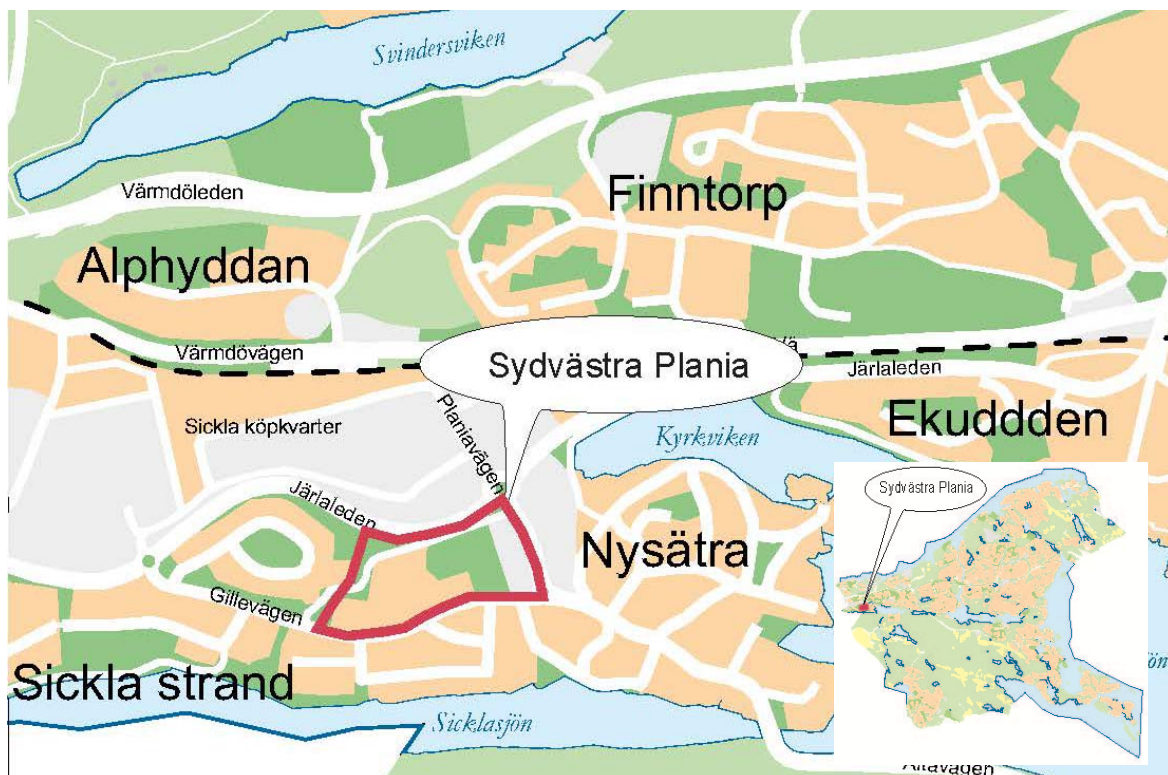 Svindersviken
Värmdöleden
Finntorp
Alphyddan
Värmdövägen
Sydvästra Plania
Järlaleden
Planiavägen
Sickla köpkvarter
Ekuddden
Kyrkviken
Sydvästra Plania
Järlaleden
Nysätra
Gillevägen
Sickla strand
Sicklasjön